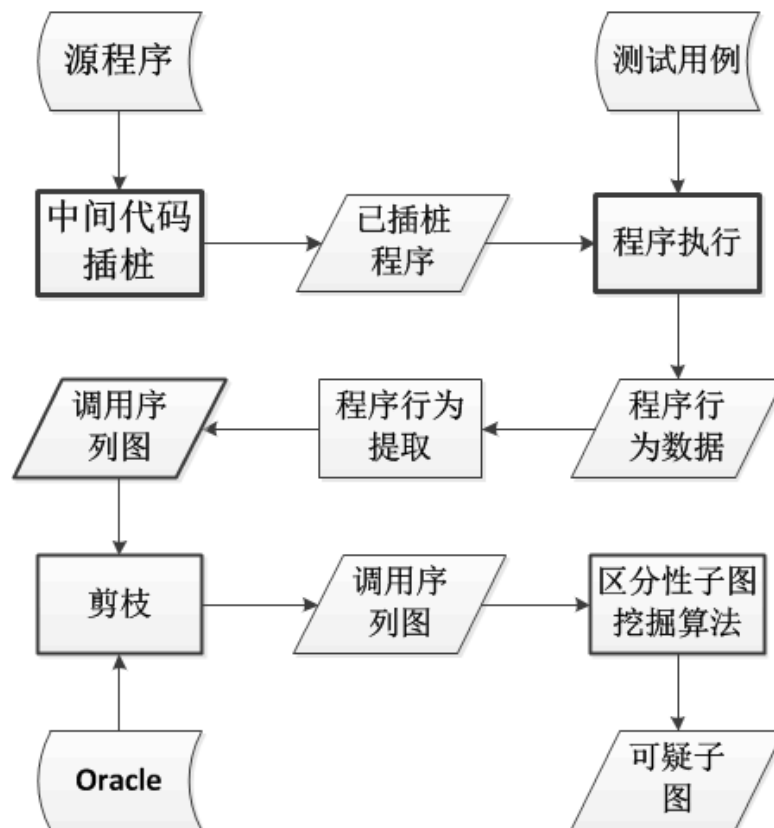 源程序
测试用例
中间代码
插桩
已插桩
程序
程序执行
调用序
列图
程序行为
提取
程序行
为数据
剪枝
调用序
列图
区分性子图
挖掘算法
Oracle
可疑子
图